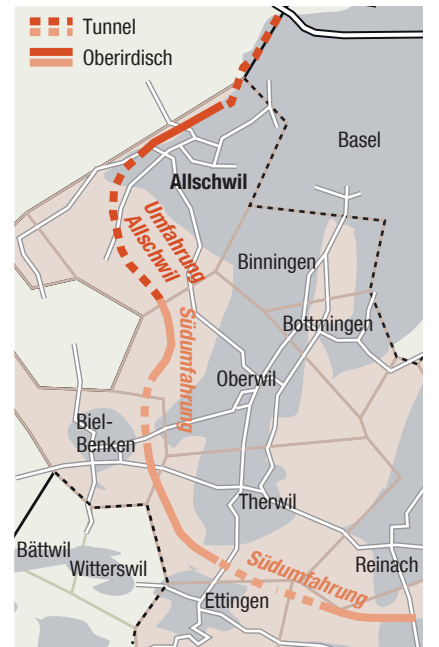 Tunnel
Oberirdisch
Basel
Allschwil
Umfahrung
Allschwil
Binningen
Südumfahrung
Bottmingen
Oberwil
Biel-
Benken
Therwil
Bättwil
Witterswil
Südumfahrung
Reinach
Ettingen